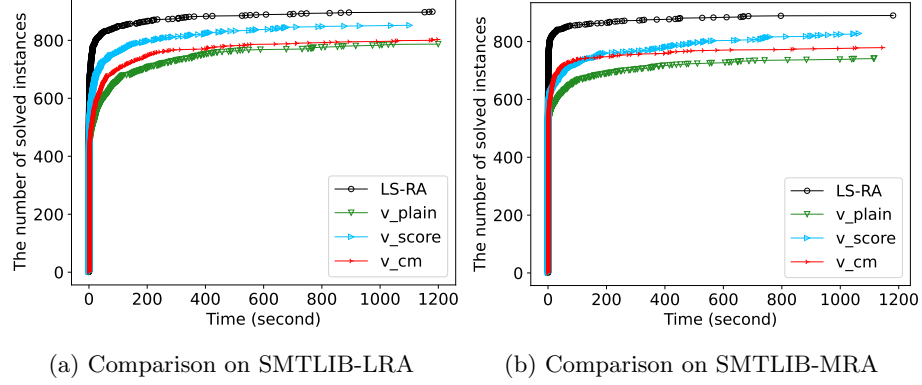 The number of solved instances
800
600
400
200
0
0 200 400 600 800 1000 1200
Time (second)
LS-RA
v_plain
v_score
v_cm
(a) Comparison on SMTLIB-LRA
The number of solved instances
800
600
400
200
0
0 200 400 600 800 1000 1200
Time (second)
LS-RA
v_plain
v_score
v_cm
(b) Comparison on SMTLIB-MRA